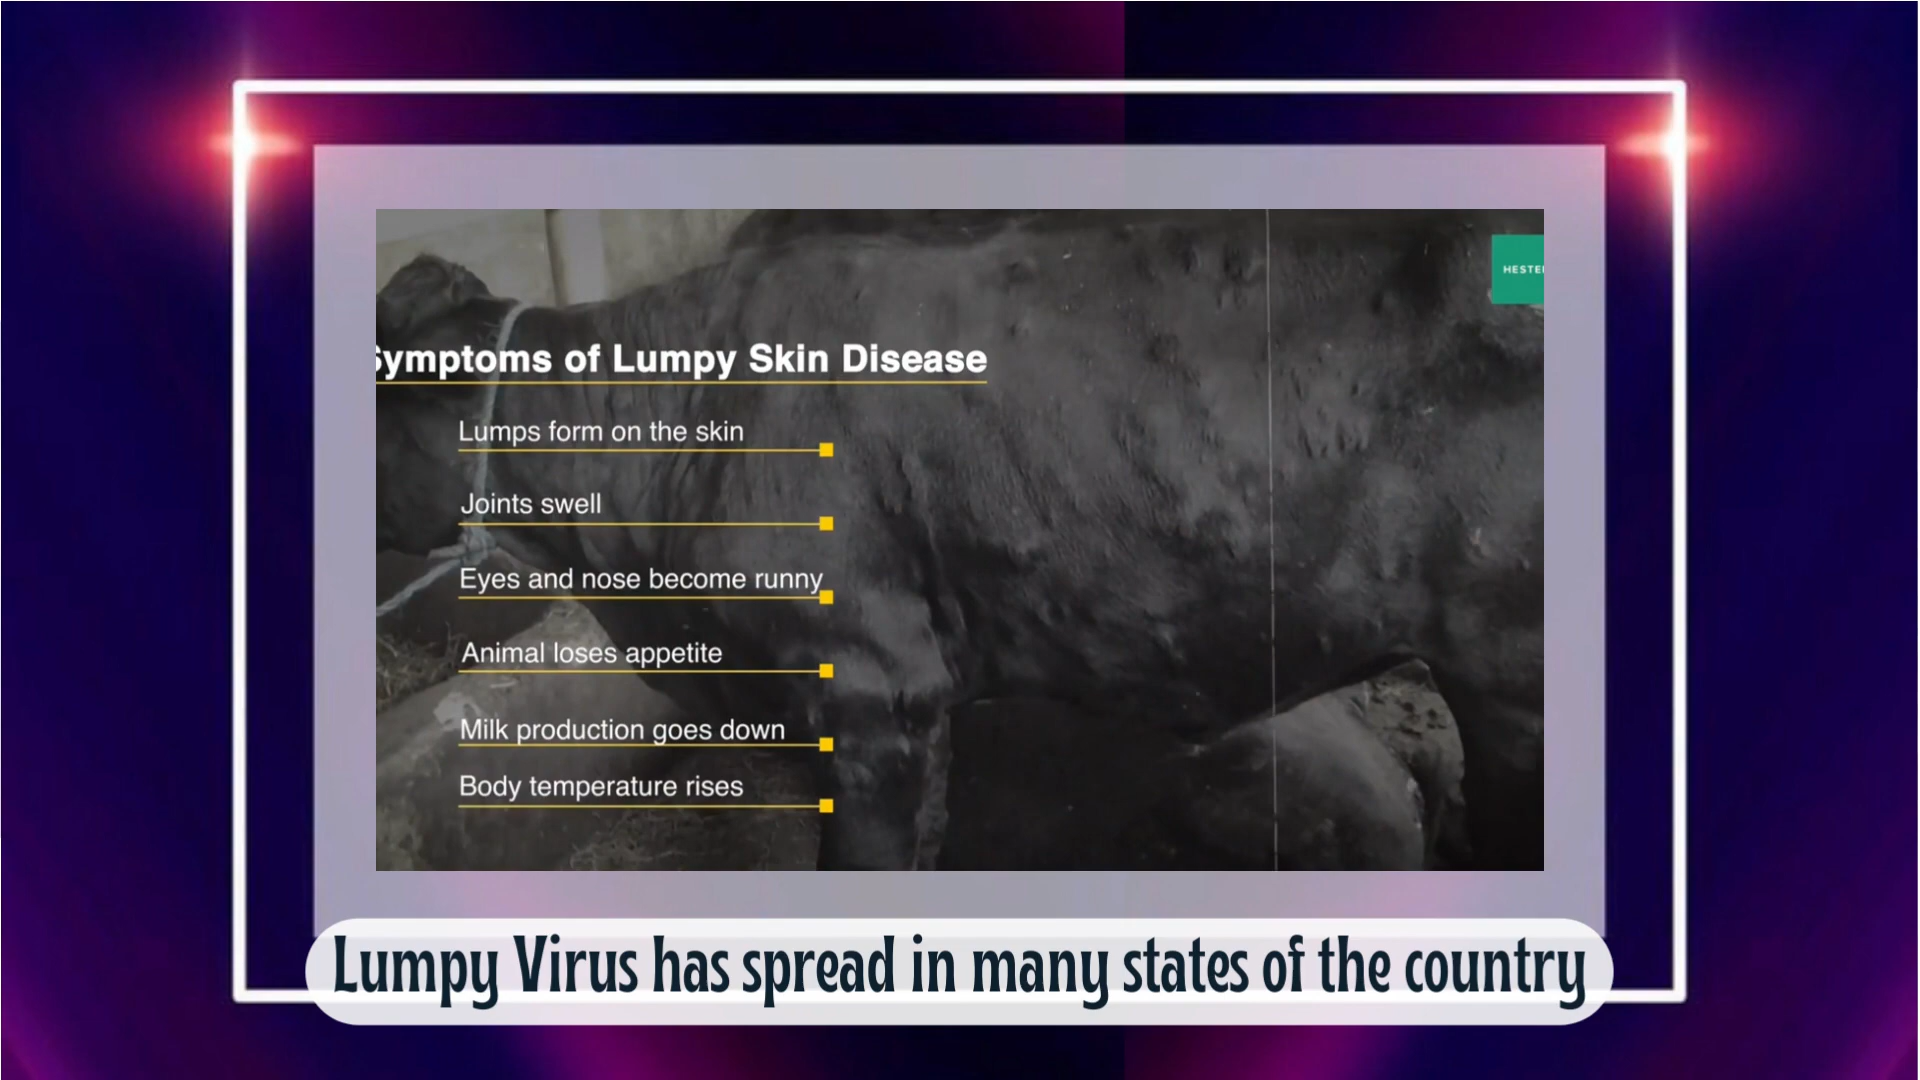 HESTE
Symptoms of Lumpy Skin Disease
Lumps form on the skin
Joints swell
Eyes and nose become runny
Animal loses appetite
Milk production goes down
Body temperature rises
Lumpy Virus has spread in many states of the country